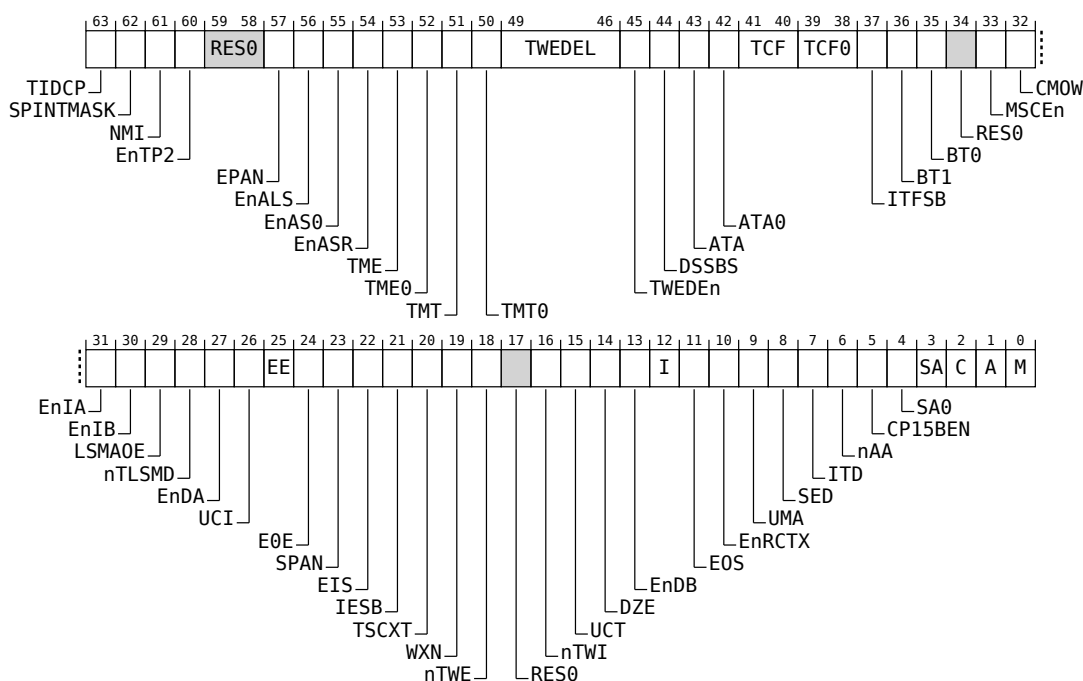 63 62 61 60 59 58 57 56 55 54 53 52 51 50 49 46 45 44 43 42 41 40 39 38 37 36 35 34 33 32
RES0 TWEDEL TCF TCF0
TIDCP CMOW
SPINTMASK MSCEn
NMI RES0
EnTP2 BT0
EPAN BT1
EnALS ITFSB
EnAS0 ATA0
EnASR ATA
TME DSSBS
TME0 TWEDEn
TMT TMT0
31 30 29 28 27 26 25 24 23 22 21 20 19 18 17 16 15 14 13 12 11 10 9 8 7 6 5 4 3 2 1 0
EE I SA C A M
EnIA SA0
EnIB CP15BEN
LSMAOE nAA
nTLSMD ITD
EnDA SED
UCI UMA
E0E EnRCTX
SPAN EOS
EIS EnDB
IESB DZE
TSCXT UCT
WXN nTWI
nTWE RES0